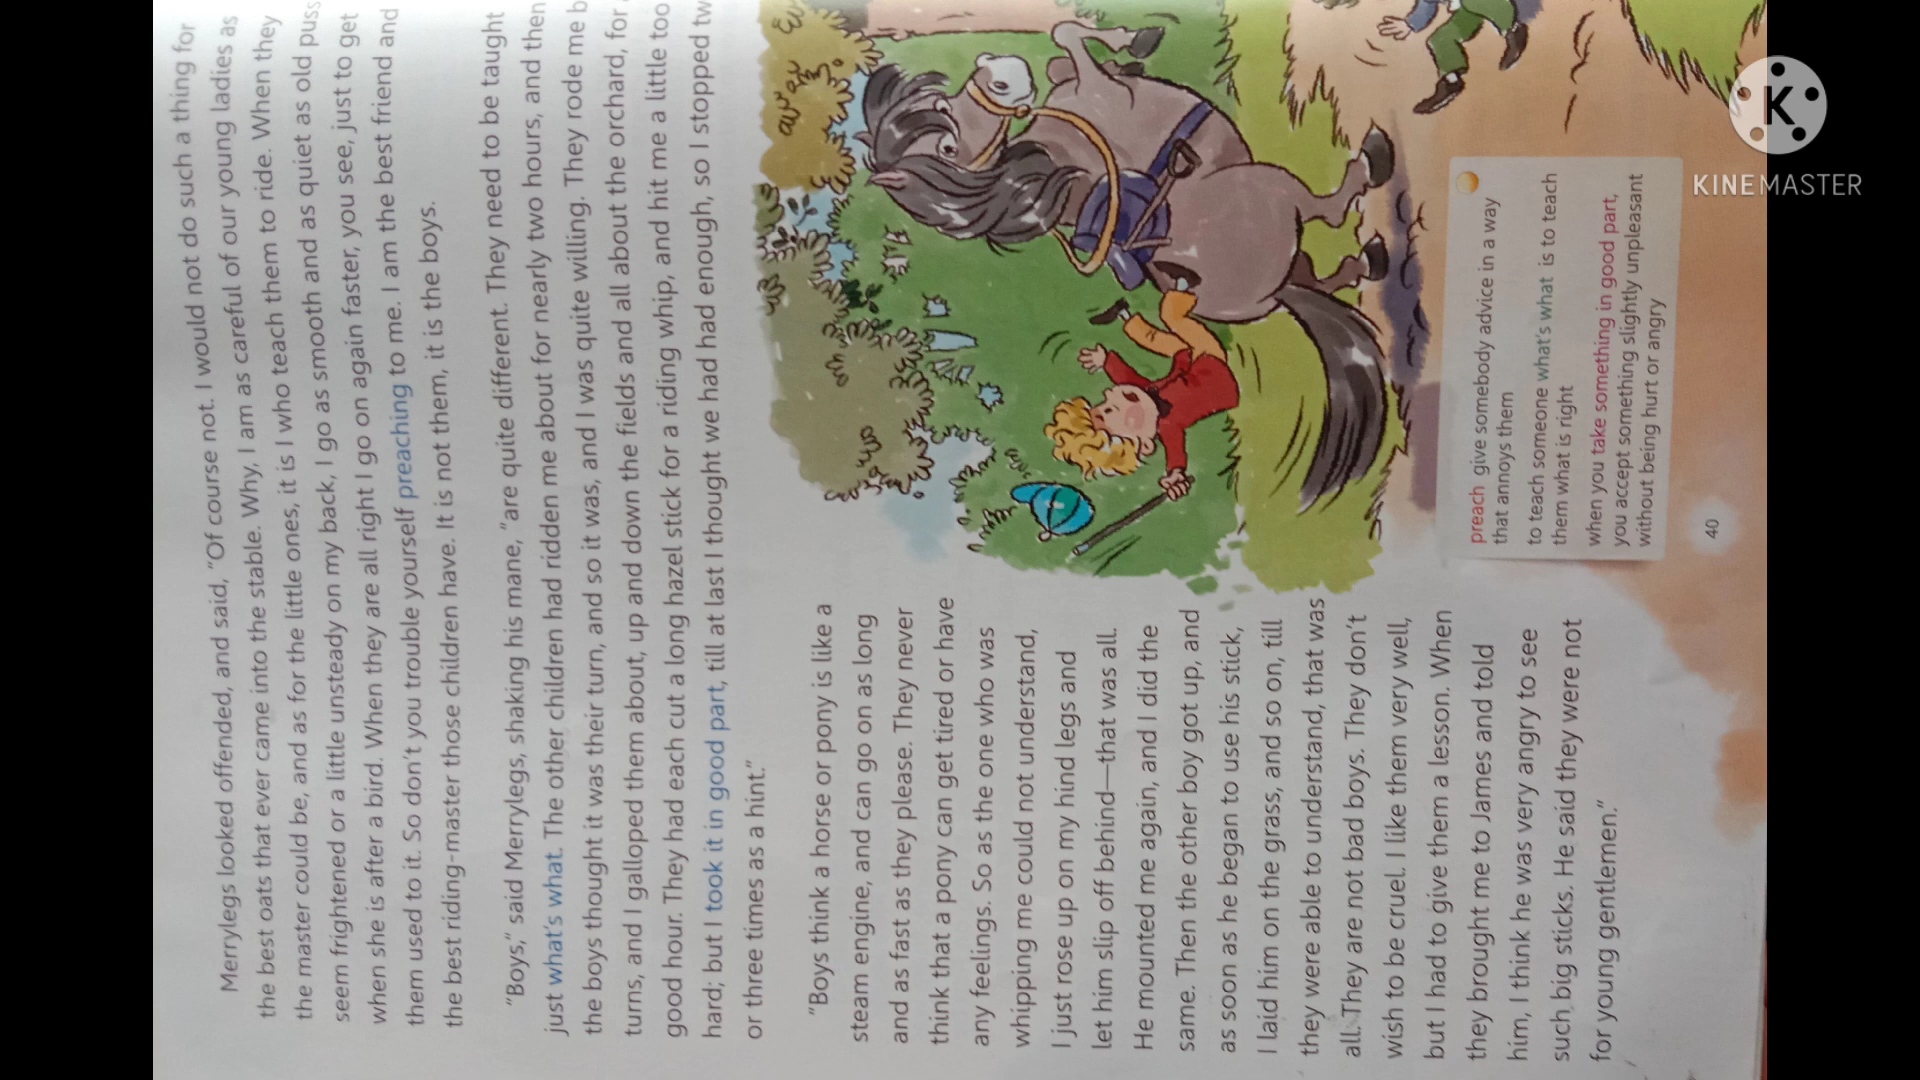 Merrylegs looked offended, and said, “Of course not. I would not do such a thing for
the best oats that ever came into the stable. Why, I am as careful of our young ladies as
the master could be, and as for the little ones, it is I who teach them to ride. When they
seem frightened or a little unsteady on my back, I go as smooth and as quiet as old puss
when she is after a bird. When they are all right I go on again faster, you see, just to get
them used to it. So don’t you trouble yourself preaching to me. I am the best friend and
the best riding-master those children have. It is not them, it is the boys.
“Boys,” said Merrylegs, shaking his mane, “are quite different. They need to be taught
just what’s what. The other children had ridden me about for nearly two hours, and then
the boys thought it was their turn, and so it was, and I was quite willing. They rode me b
turns, and I galloped them about, up and down the fields and all about the orchard, for
good hour. They had each cut a long hazel stick for a riding whip, and hit me a little too
hard; but I took it in good part, till at last I thought we had had enough, so I stopped tw
or three times as a hint.”
“Boys think a horse or pony is like a
steam engine, and can go on as long
and as fast as they please. They never
think that a pony can get tired or have
any feelings. So as the one who was
whipping me could not understand,
I just rose up on my hind legs and
let him slip off behind—that was all.
He mounted me again, and I did the
same. Then the other boy got up, and
as soon as he began to use his stick,
I laid him on the grass, and so on, till
they were able to understand, that was
all. They are not bad boys. They don’t
wish to be cruel. I like them very well,
but I had to give them a lesson. When
they brought me to James and told
him, I think he was very angry to see
such big sticks. He said they were not
for young gentlemen.”
preach give somebody advice in a way
that annoys them
to teach someone what’s what is to teach
them what is right
when you take something in good part,
you accept something slightly unpleasant
without being hurt or angry
40
K
KINEMASTER